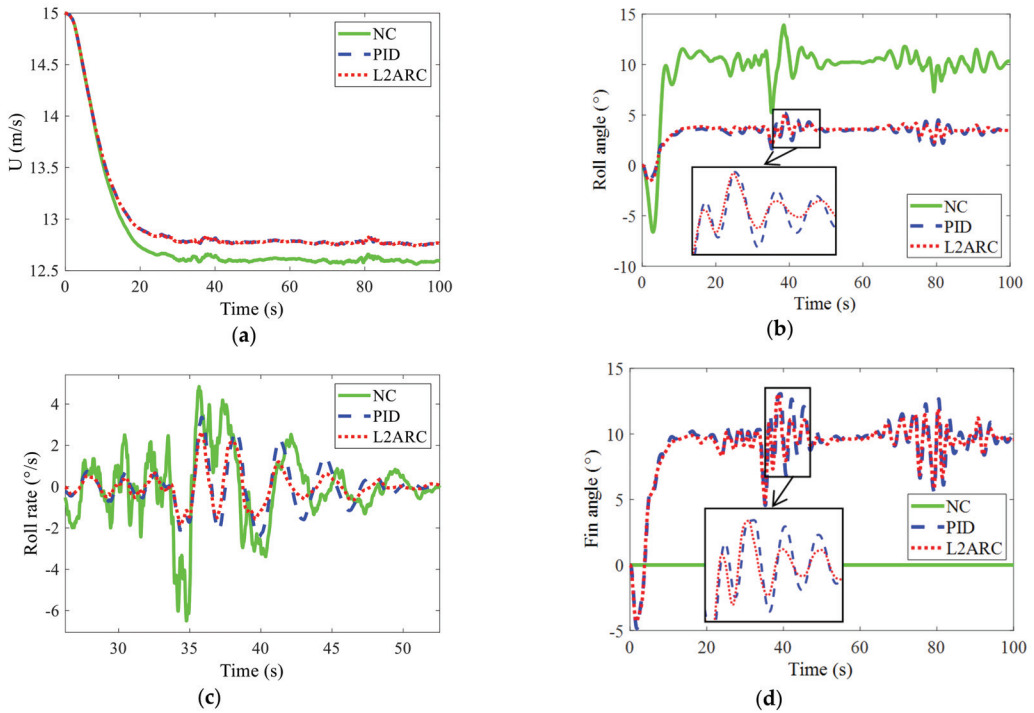 15
14.5
14
13.5
13
12.5
U (m/s)
NC
PID
L2ARC
0 20 40 60 80 100
Time (s)
(a)
15
10
5
0
-5
-10
Roll angle (°)
NC
PID
L2ARC
0 20 40 60 80 100
Time (s)
(b)
4
2
0
-2
-4
-6
Roll rate (°/s)
NC
PID
L2ARC
30 35 40 45 50
Time (s)
(c)
15
10
5
0
-5
Fin angle (°)
NC
PID
L2ARC
0 20 40 60 80 100
Time (s)
(d)